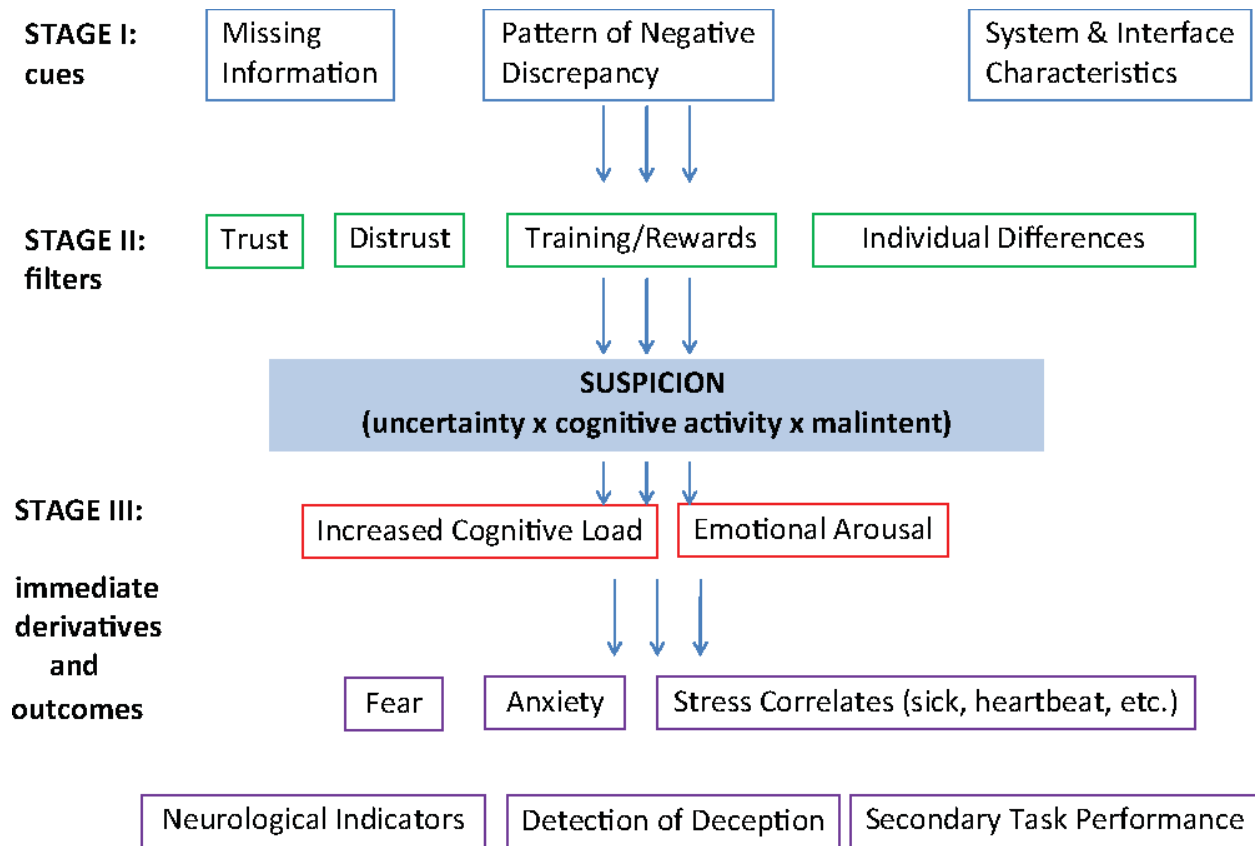 STAGE I:
cues
Missing
Information
Pattern of Negative
Discrepancy
System & Interface
Characteristics
STAGE II:
filters
Trust
Distrust
Training/Rewards
Individual Differences
SUSPICION
(uncertainty x cognitive activity x malintent)
STAGE III:
immediate
derivatives
and
outcomes
Increased Cognitive Load
Emotional Arousal
Fear
Anxiety
Stress Correlates (sick, heartbeat, etc.)
Neurological Indicators
Detection of Deception
Secondary Task Performance